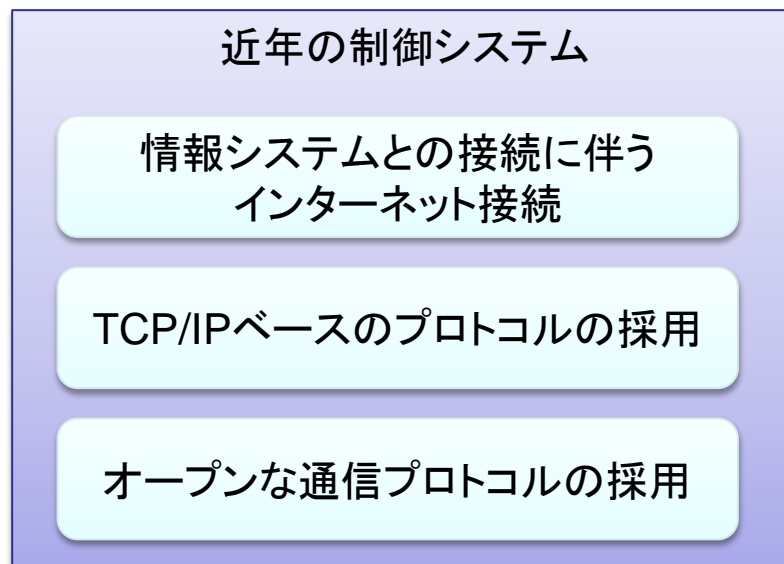 近年の制御システム
情報システムとの接続に伴う
インターネット接続
TCP/IPベースのプロトコルの採用
オープンな通信プロトコルの採用